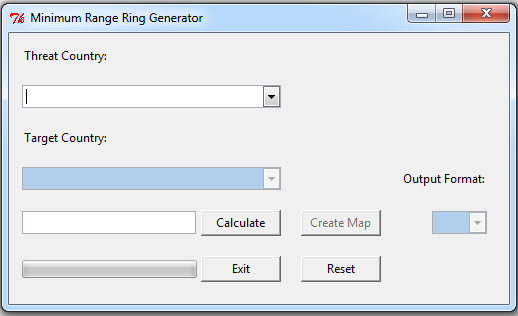 Minimum Range Ring Generator
Threat Country:
Target Country:
Output Format:
Calculate
Create Map
Exit
Reset